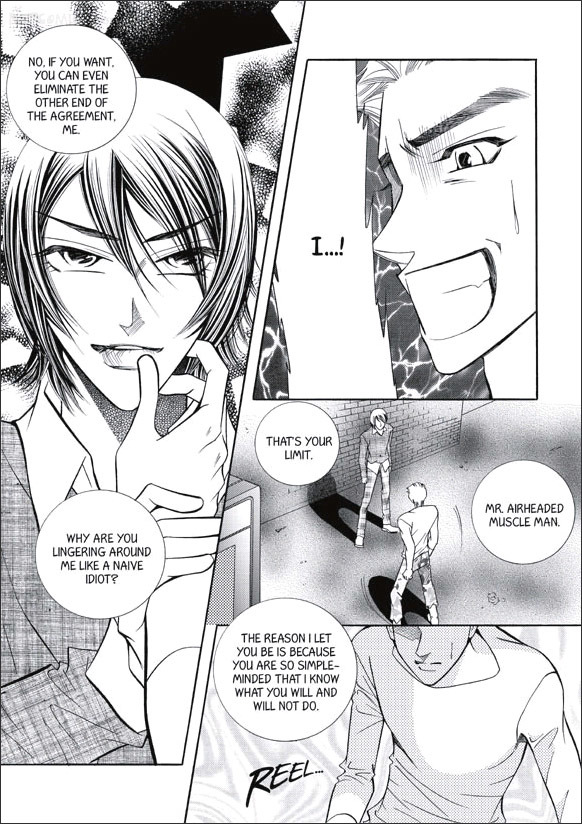 NO, IF YOU WANT,
YOU CAN EVEN
ELIMINATE THE
OTHER END OF
THE AGREEMENT,
ME.
WHY ARE YOU
LINGERING AROUND
ME LIKE A NAIVE
IDIOT?
I...!
THAT'S YOUR
LIMIT.
MR. AIRHEADED
MUSCLE MAN.
THE REASON I LET
YOU BE IS BECAUSE
YOU ARE SO SIMPLE-
MINDED THAT I KNOW
WHAT YOU WILL AND
WILL NOT DO.
REEL...